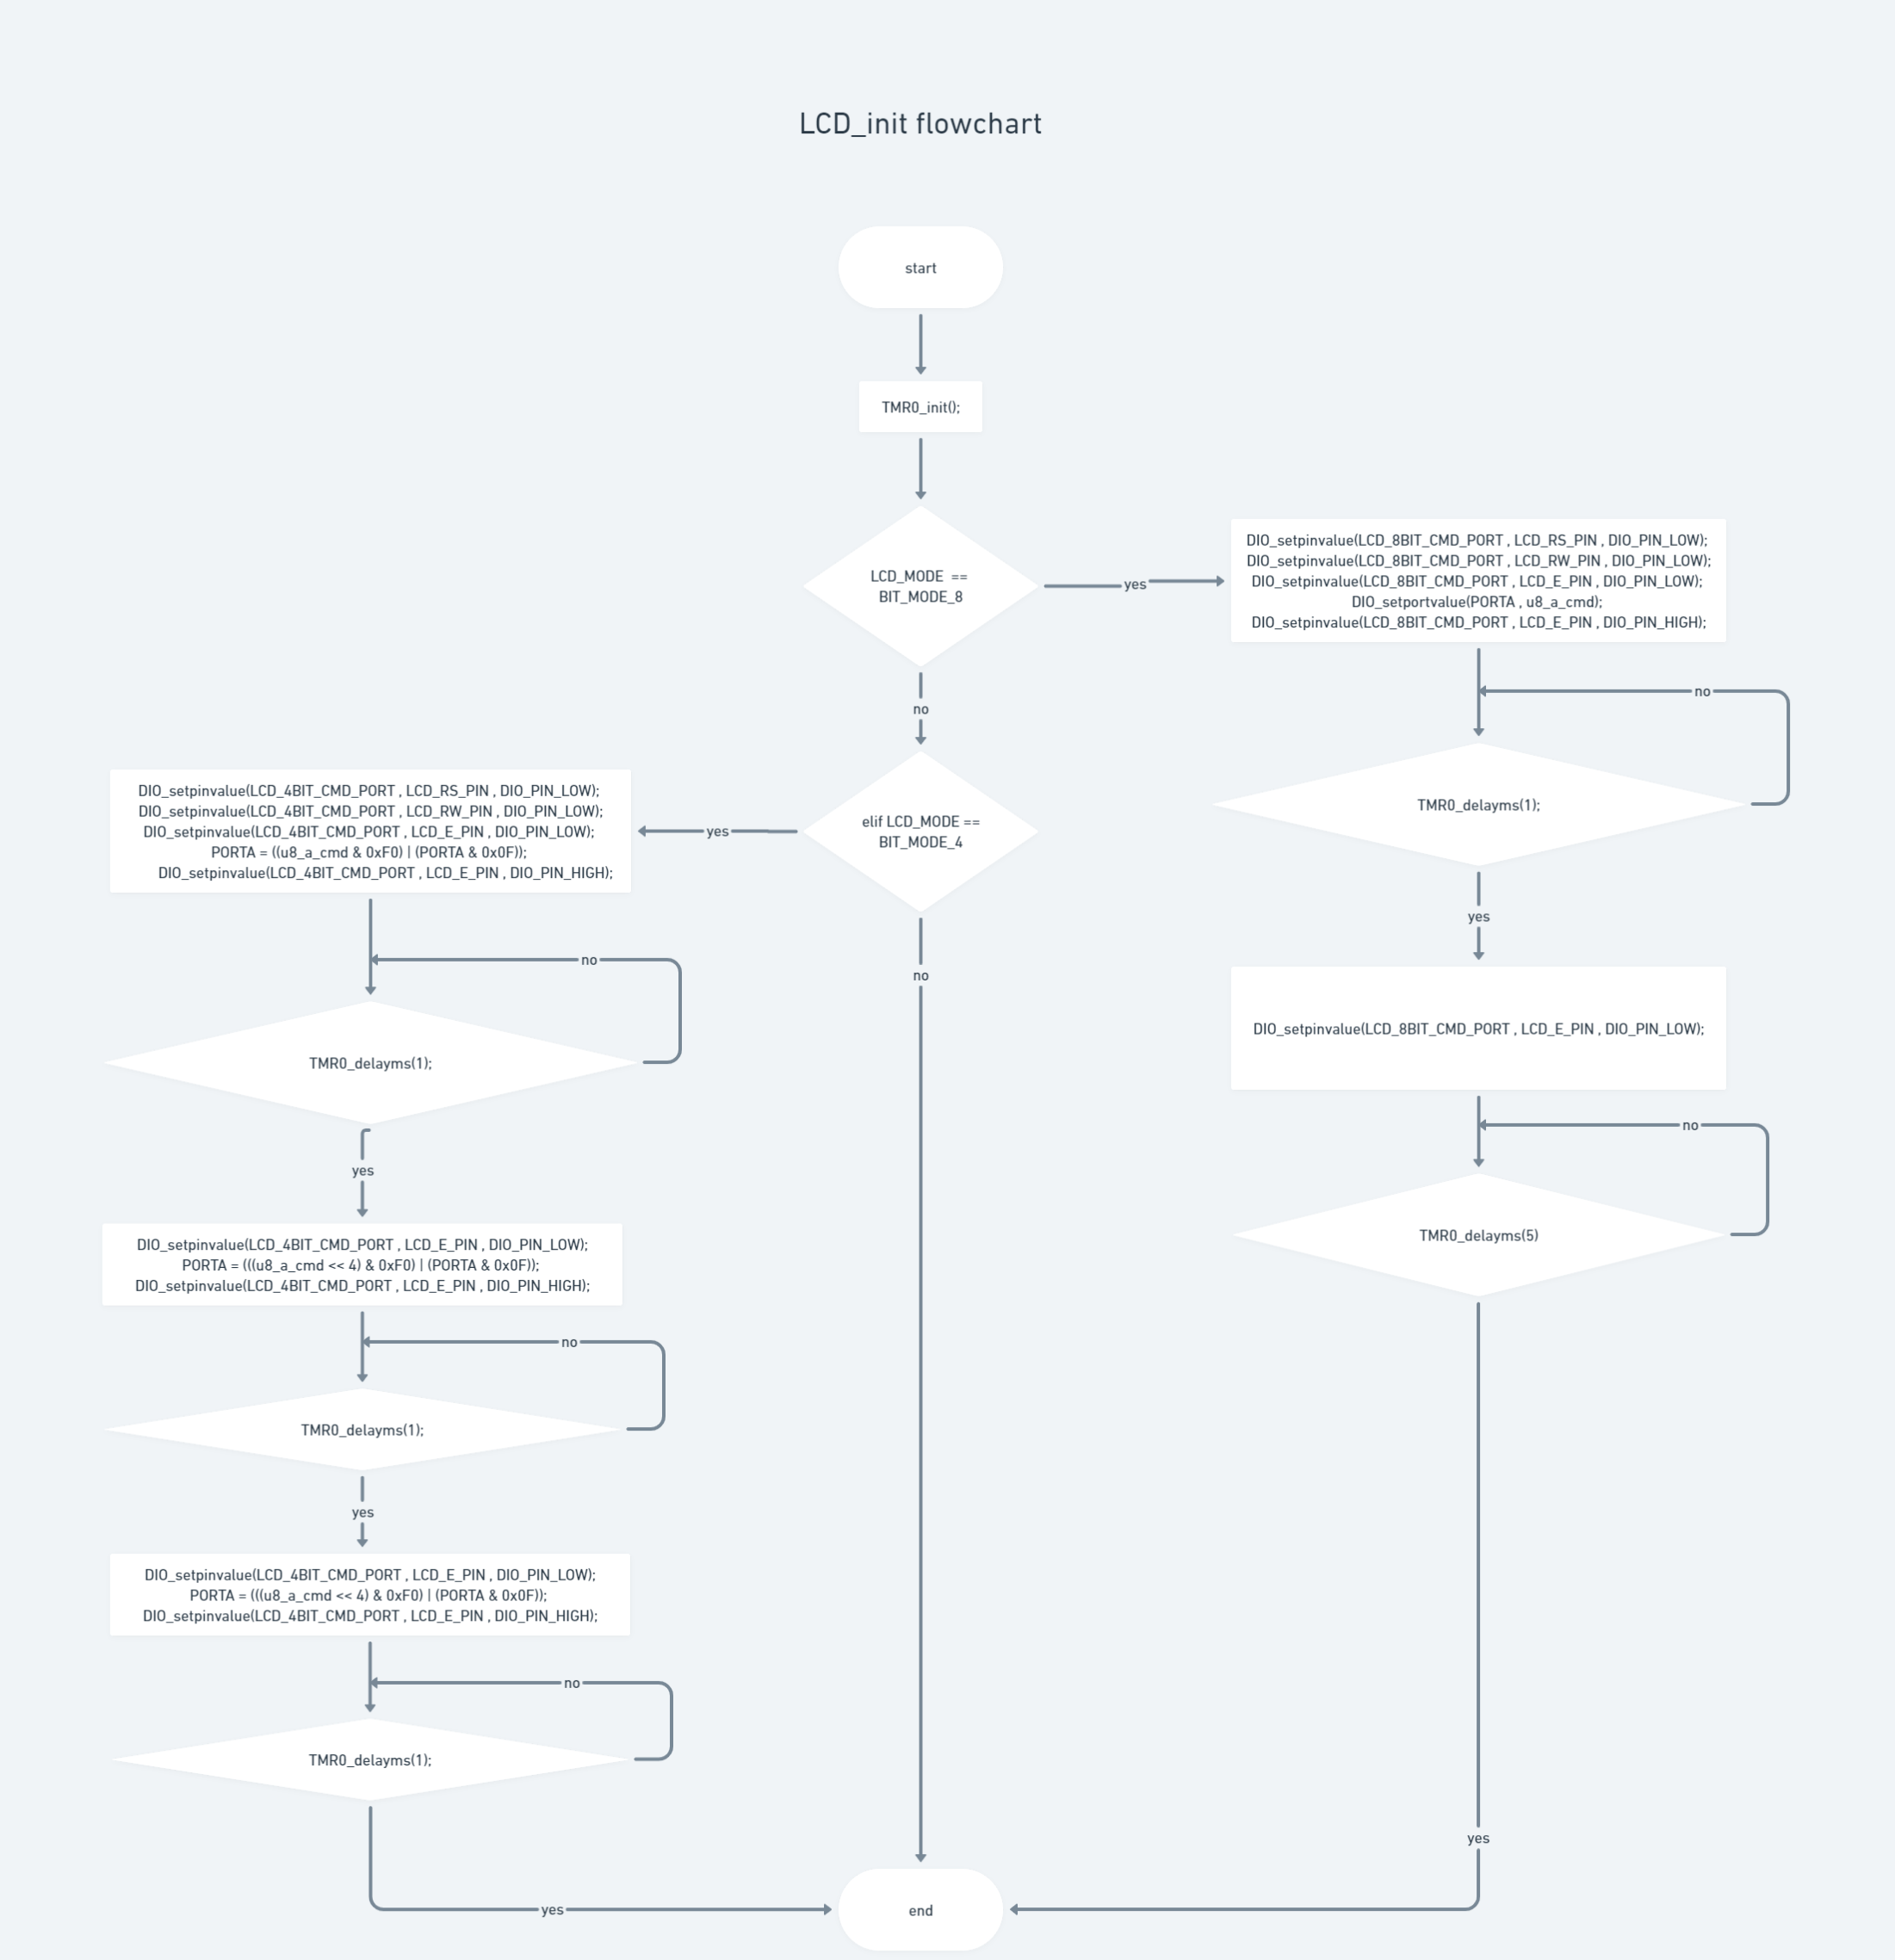 LCD_init flowchart
start
TMR0_init();
LCD_MODE ==
BIT_MODE_8
yes
DIO_setpinvalue(LCD_8BIT_CMD_PORT , LCD_RS_PIN , DIO_PIN_LOW);
DIO_setpinvalue(LCD_8BIT_CMD_PORT , LCD_RW_PIN , DIO_PIN_LOW);
DIO_setpinvalue(LCD_8BIT_CMD_PORT , LCD_E_PIN , DIO_PIN_LOW);
DIO_setportvalue(PORTA , u8_a_cmd);
DIO_setpinvalue(LCD_8BIT_CMD_PORT , LCD_E_PIN , DIO_PIN_HIGH);
no
TMR0_delayms(1);
yes
DIO_setpinvalue(LCD_8BIT_CMD_PORT , LCD_E_PIN , DIO_PIN_LOW);
no
TMR0_delayms(5)
yes
no
elif LCD_MODE ==
BIT_MODE_4
yes
no
DIO_setpinvalue(LCD_4BIT_CMD_PORT , LCD_RS_PIN , DIO_PIN_LOW);
DIO_setpinvalue(LCD_4BIT_CMD_PORT , LCD_RW_PIN , DIO_PIN_LOW);
DIO_setpinvalue(LCD_4BIT_CMD_PORT , LCD_E_PIN , DIO_PIN_LOW);
PORTA = ((u8_a_cmd & 0xF0) | (PORTA & 0x0F));
DIO_setpinvalue(LCD_4BIT_CMD_PORT , LCD_E_PIN , DIO_PIN_HIGH);
no
TMR0_delayms(1);
yes
DIO_setpinvalue(LCD_4BIT_CMD_PORT , LCD_E_PIN , DIO_PIN_LOW);
PORTA = (((u8_a_cmd << 4) & 0xF0) | (PORTA & 0x0F));
DIO_setpinvalue(LCD_4BIT_CMD_PORT , LCD_E_PIN , DIO_PIN_HIGH);
no
TMR0_delayms(1);
yes
DIO_setpinvalue(LCD_4BIT_CMD_PORT , LCD_E_PIN , DIO_PIN_LOW);
PORTA = (((u8_a_cmd << 4) & 0xF0) | (PORTA & 0x0F));
DIO_setpinvalue(LCD_4BIT_CMD_PORT , LCD_E_PIN , DIO_PIN_HIGH);
no
TMR0_delayms(1);
yes
end